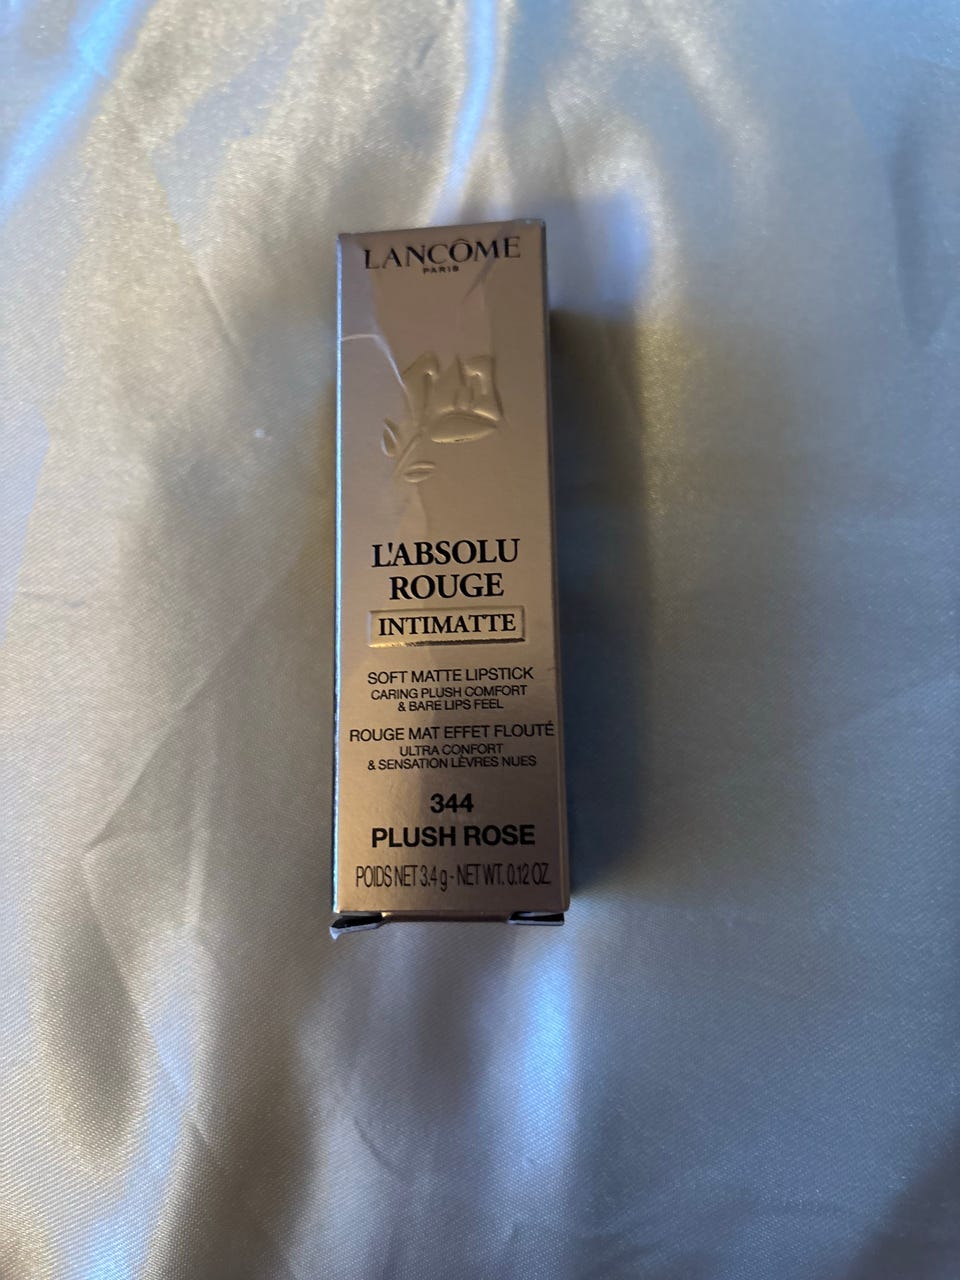 LANCÔME
PARIS
L'ABSOLU
ROUGE
INTIMATTE
SOFT MATTE LIPSTICK
CARING PLUSH COMFORT
& BARE LIPS FEEL
ROUGE MAT EFFET FLOUTÉ
ULTRA CONFORT
& SENSATION LÈVRES NUES
344
PLUSH ROSE
POIDS NET 3.4 g - NET WT. 0.12 OZ.